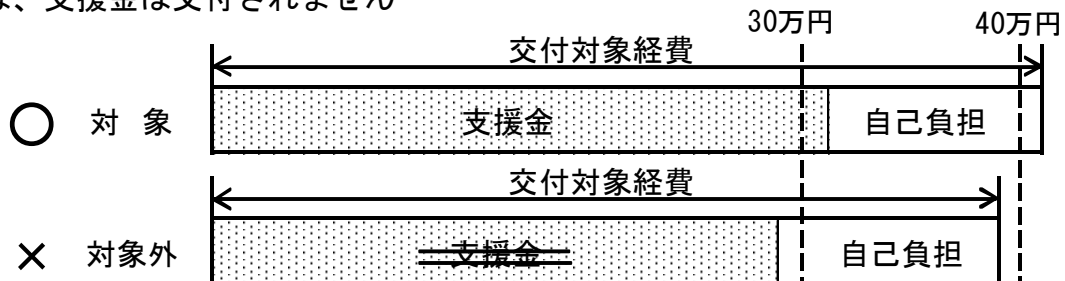 は、支援金は交付されません
30万円 40万円
交付対象経費
○ 対 象 支援金 自己負担
交付対象経費
× 対象外 支援金 自己負担